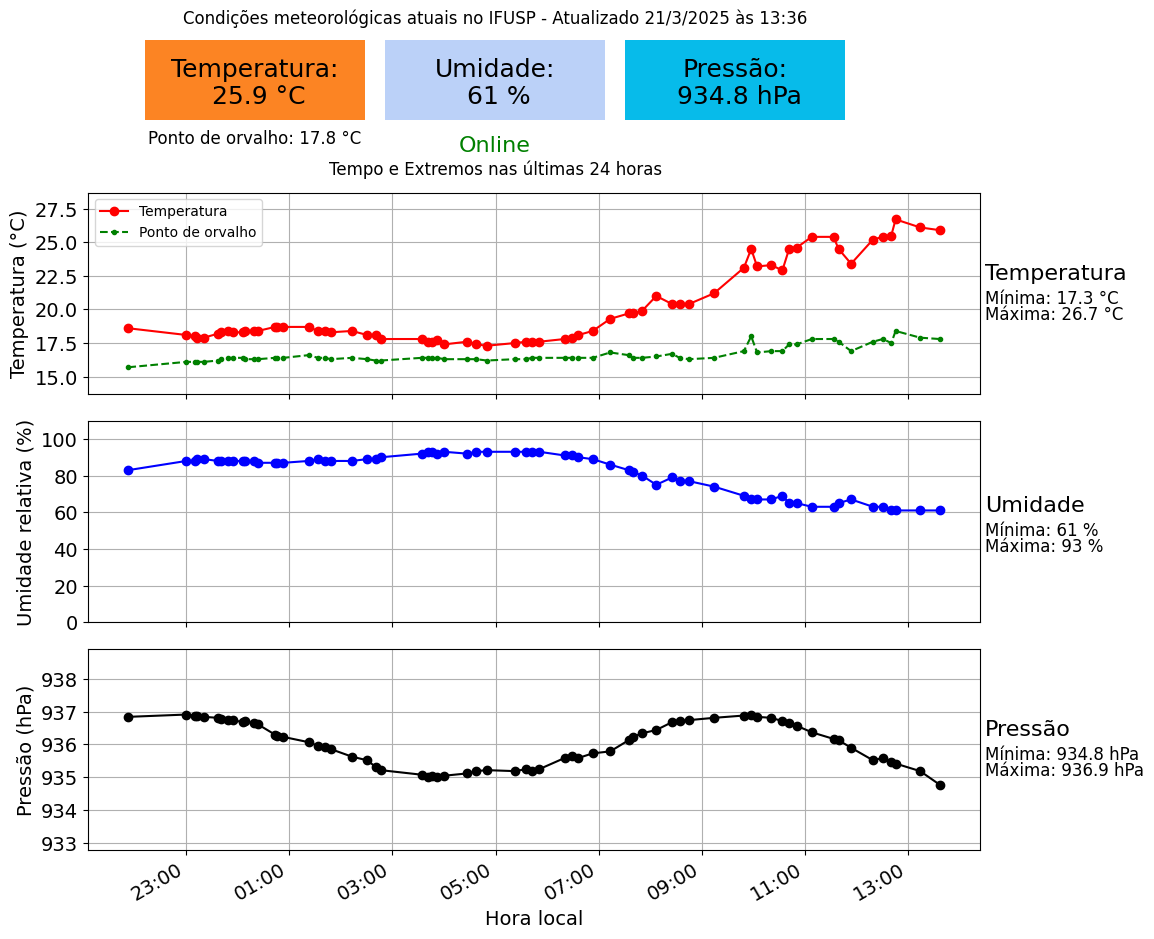 Condições meteorológicas atuais no IFUSP - Atualizado 21/3/2025 às 13:36
Temperatura:
25.9 °C
Umidade:
61 %
Pressão:
934.8 hPa
Ponto de orvalho: 17.8 °C
Online
Tempo e Extremos nas últimas 24 horas
Temperatura (°C)
27.5
25.0
22.5
20.0
17.5
15.0
Temperatura
Ponto de orvalho
Temperatura
Mínima: 17.3 °C
Máxima: 26.7 °C
Umidade relativa (%)
100
80
60
40
20
0
Umidade
Mínima: 61 %
Máxima: 93 %
Pressão (hPa)
938
937
936
935
934
933
Pressão
Mínima: 934.8 hPa
Máxima: 936.9 hPa
23:00
01:00
03:00
05:00
07:00
09:00
11:00
13:00
Hora local